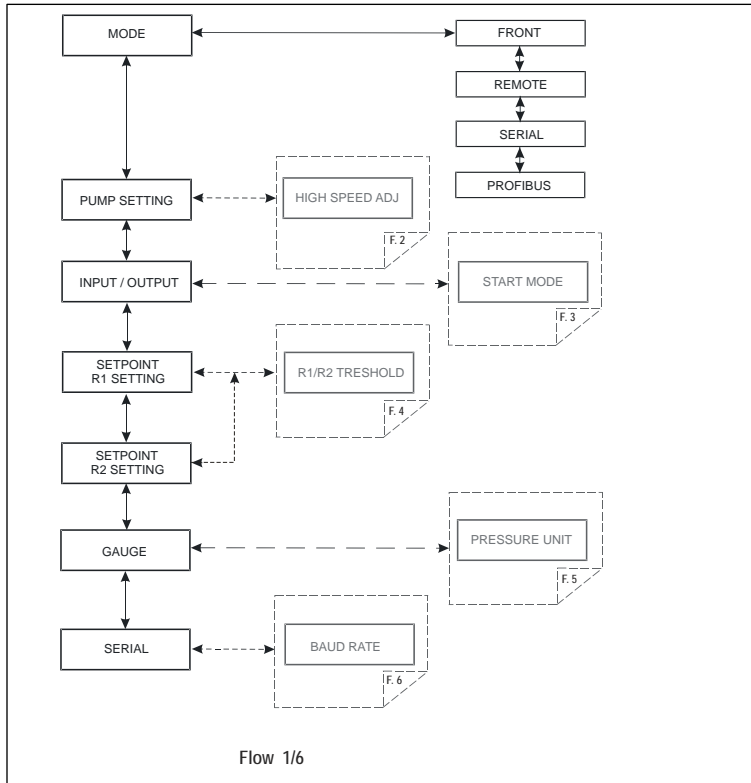 MODE
FRONT
REMOTE
SERIAL
PROFIBUS
PUMP SETTING
HIGH SPEED ADJ
F. 2
INPUT / OUTPUT
START MODE
F. 3
SETPOINT
R1 SETTING
R1/R2 TRESHOLD
F. 4
SETPOINT
R2 SETTING
GAUGE
PRESSURE UNIT
F. 5
SERIAL
BAUD RATE
F. 6
Flow 1/6